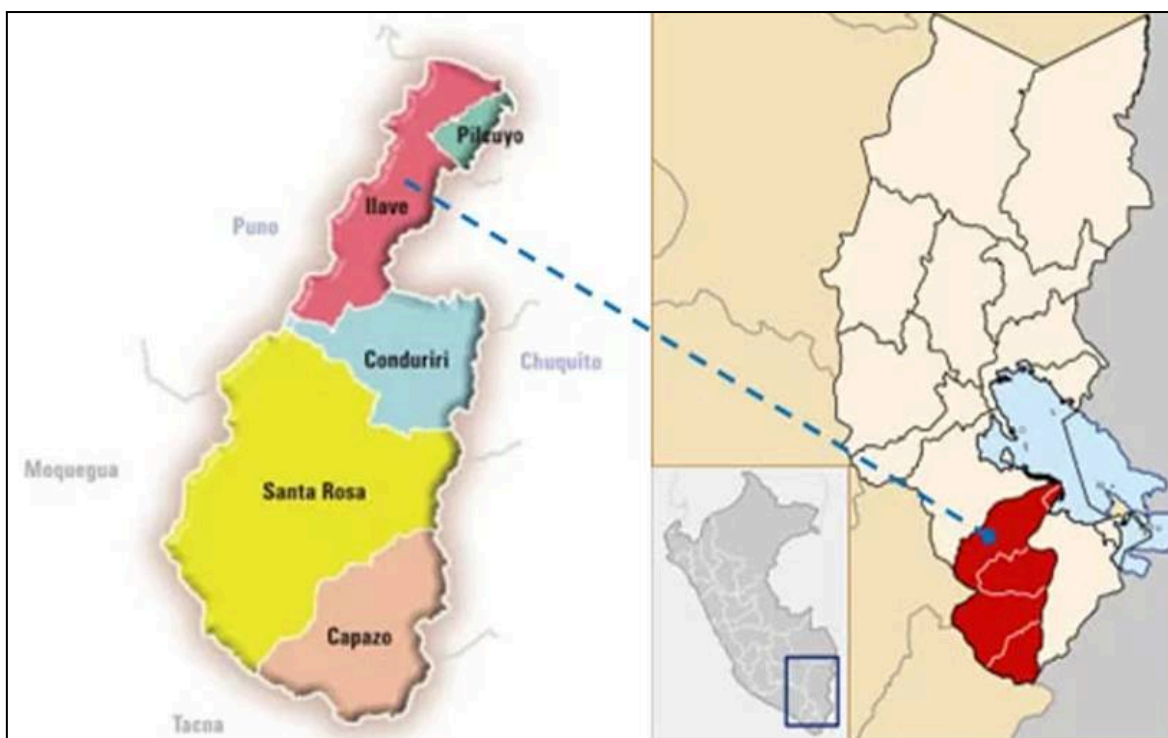 Pilcuyo
Ilave
Puno
Conduriri
Chuquito
Moquegua
Santa Rosa
Capazo
Tacna